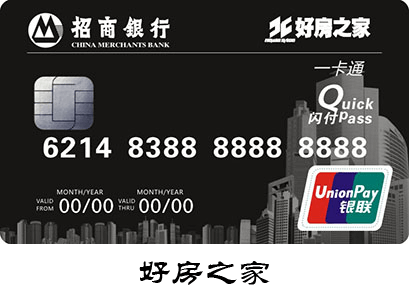 招商银行
CHINA MERCHANTS BANK
好房之家
一卡通
Quick
闪付Pass
6214 8388 8888 8888
MONTH/YEAR
VALID FROM 00/00
MONTH/YEAR
VALID THRU 00/00
UnionPay
银联
好房之家